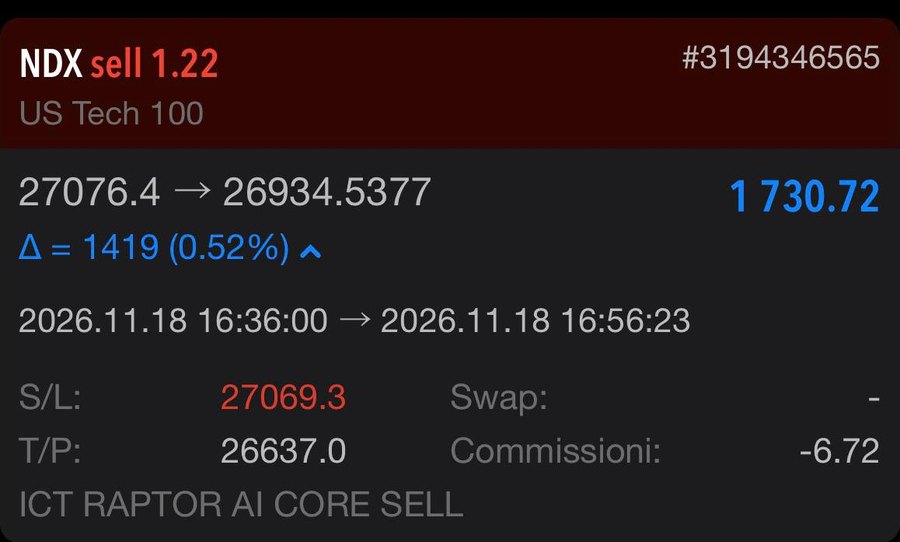 NDX sell 1.22 #3194346565
US Tech 100
27076.4 → 26934.5377 1 730.72
Δ = 1419 (0.52%)
2026.11.18 16:36:00 → 2026.11.18 16:56:23
S/L: 27069.3 Swap: -
T/P: 26637.0 Commissioni: -6.72
ICT RAPTOR AI CORE SELL